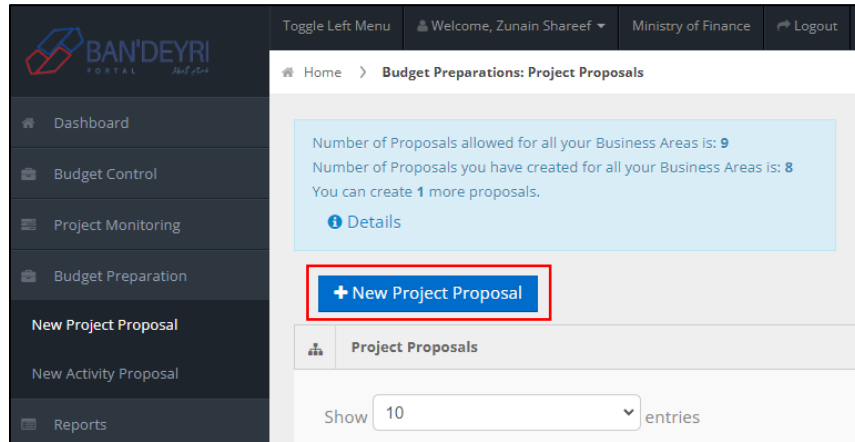 BAN'DEYRI
PORTAL
Toggle Left Menu Welcome, Zunain Shareef Ministry of Finance Logout
Home > Budget Preparations: Project Proposals
Dashboard
Budget Control
Project Monitoring
Budget Preparation
New Project Proposal
New Activity Proposal
Reports
Number of Proposals allowed for all your Business Areas is: 9
Number of Proposals you have created for all your Business Areas is: 8
You can create 1 more proposals.
Details
+ New Project Proposal
Project Proposals
Show 10 entries